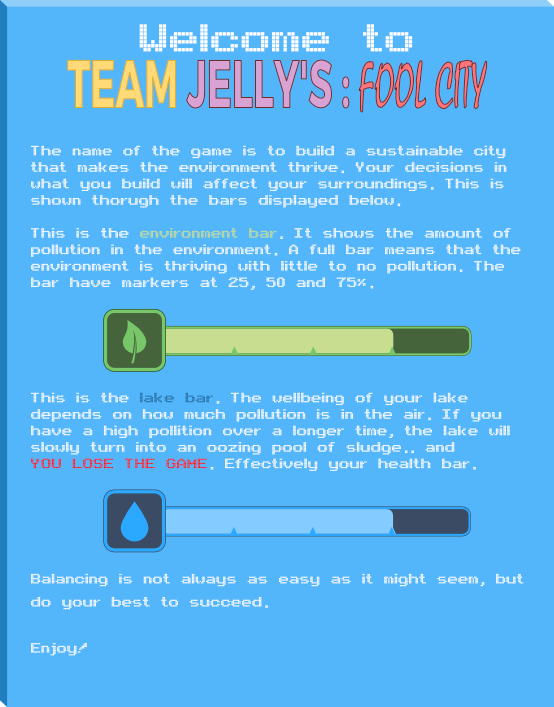 Welcome to
TEAM JELLY'S : FOOL CITY
The name of the game is to build a sustainable city
that makes the environment thrive. Your decisions in
what you build will affect your surroundings. This is
shown thorugh the bars displayed below.
This is the environment bar. It shows the amount of
pollution in the environment. A full bar means that the
environment is thriving with little to no pollution. The
bar have markers at 25, 50 and 75%.
This is the lake bar. The wellbeing of your lake
depends on how much pollution is in the air. If you
have a high pollition over a longer time, the lake will
slowly turn into an oozing pool of sludge.. and
YOU LOSE THE GAME. Effectively your health bar.
Balancing is not always as easy as it might seem, but
do your best to succeed.
Enjoy!